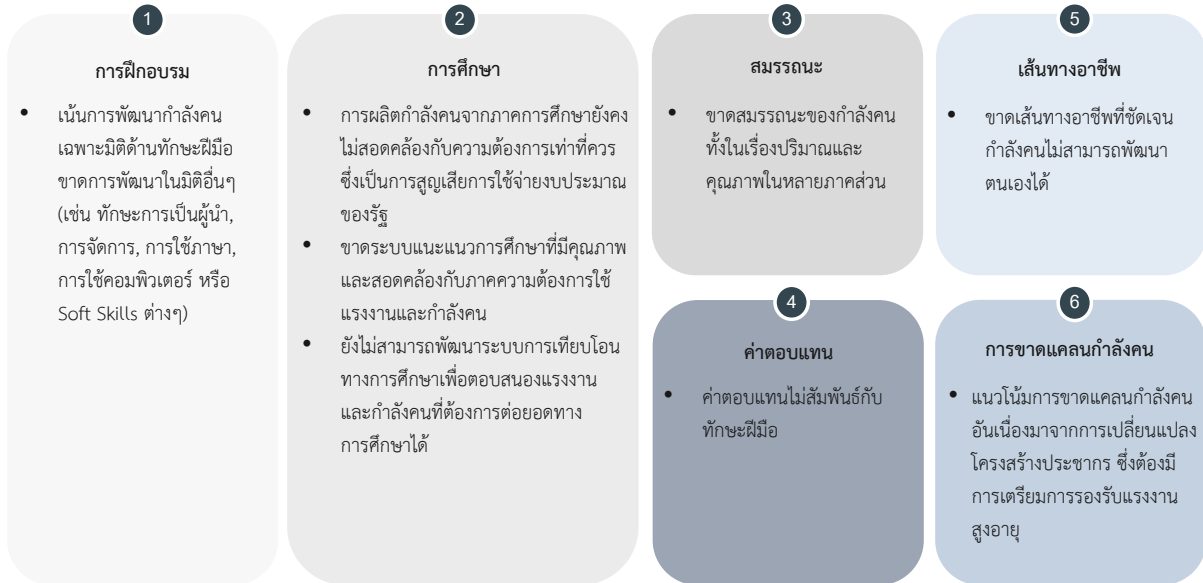 1
การฝึกอบรม
• เน้นการพัฒนากำลังคน
เฉพาะมิติด้านทักษะฝีมือ
ขาดการพัฒนาในมิติอื่นๆ
(เช่น ทักษะการเป็นผู้นำ,
การจัดการ, การใช้ภาษา,
การใช้คอมพิวเตอร์ หรือ
Soft Skills ต่างๆ)
2
การศึกษา
• การผลิตกำลังคนจากภาคการศึกษายังคง
ไม่สอดคล้องกับความต้องการเท่าที่ควร
ซึ่งเป็นการสูญเสียการใช้จ่ายงบประมาณ
ของรัฐ
• ขาดระบบแนะแนวการศึกษาที่มีคุณภาพ
และสอดคล้องกับภาคความต้องการใช้
แรงงานและกำลังคน
• ยังไม่สามารถพัฒนาระบบการเทียบโอน
ทางการศึกษาเพื่อตอบสนองแรงงาน
และกำลังคนที่ต้องการต่อยอดทาง
การศึกษาได้
3
สมรรถนะ
• ขาดสมรรถนะของกำลังคน
ทั้งในเรื่องปริมาณและ
คุณภาพในหลายภาคส่วน
4
ค่าตอบแทน
• ค่าตอบแทนไม่สัมพันธ์กับ
ทักษะฝีมือ
5
เส้นทางอาชีพ
• ขาดเส้นทางอาชีพที่ชัดเจน
กำลังคนไม่สามารถพัฒนา
ตนเองได้
6
การขาดแคลนกำลังคน
• แนวโน้มการขาดแคลนกำลังคน
อันเนื่องมาจากการเปลี่ยนแปลง
โครงสร้างประชากร ซึ่งต้องมี
การเตรียมการรองรับแรงงาน
สูงอายุ